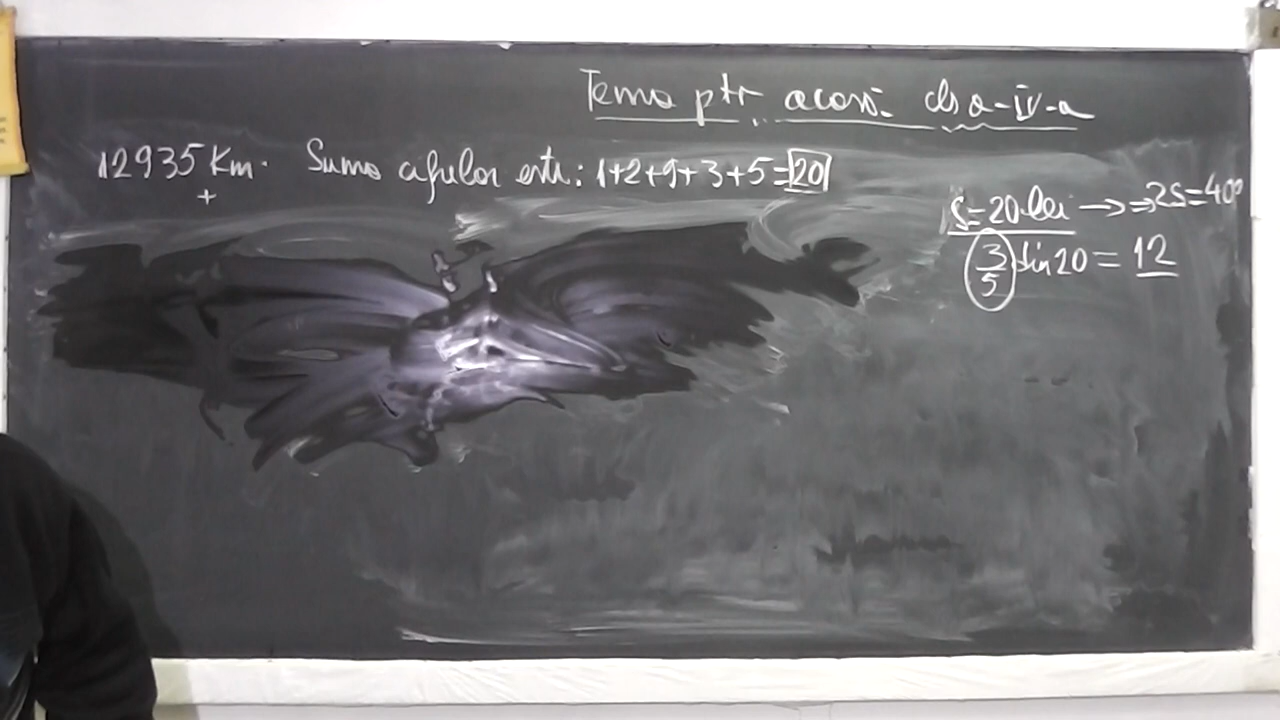 Tema ptr acasă cls a-IV-a
12935 Km. Suma cifrelor este: 1+2+9+3+5=20
+
S=20 lei → ⇒ 2S=40
3/5 din 20 = 12